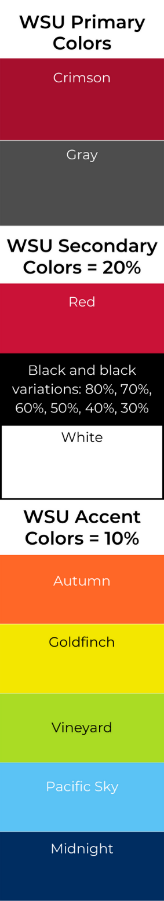 WSU Primary
Colors
Crimson
Gray
WSU Secondary
Colors = 20%
Red
Black and black
variations: 80%, 70%,
60%, 50%, 40%, 30%
White
WSU Accent
Colors = 10%
Autumn
Goldfinch
Vineyard
Pacific Sky
Midnight